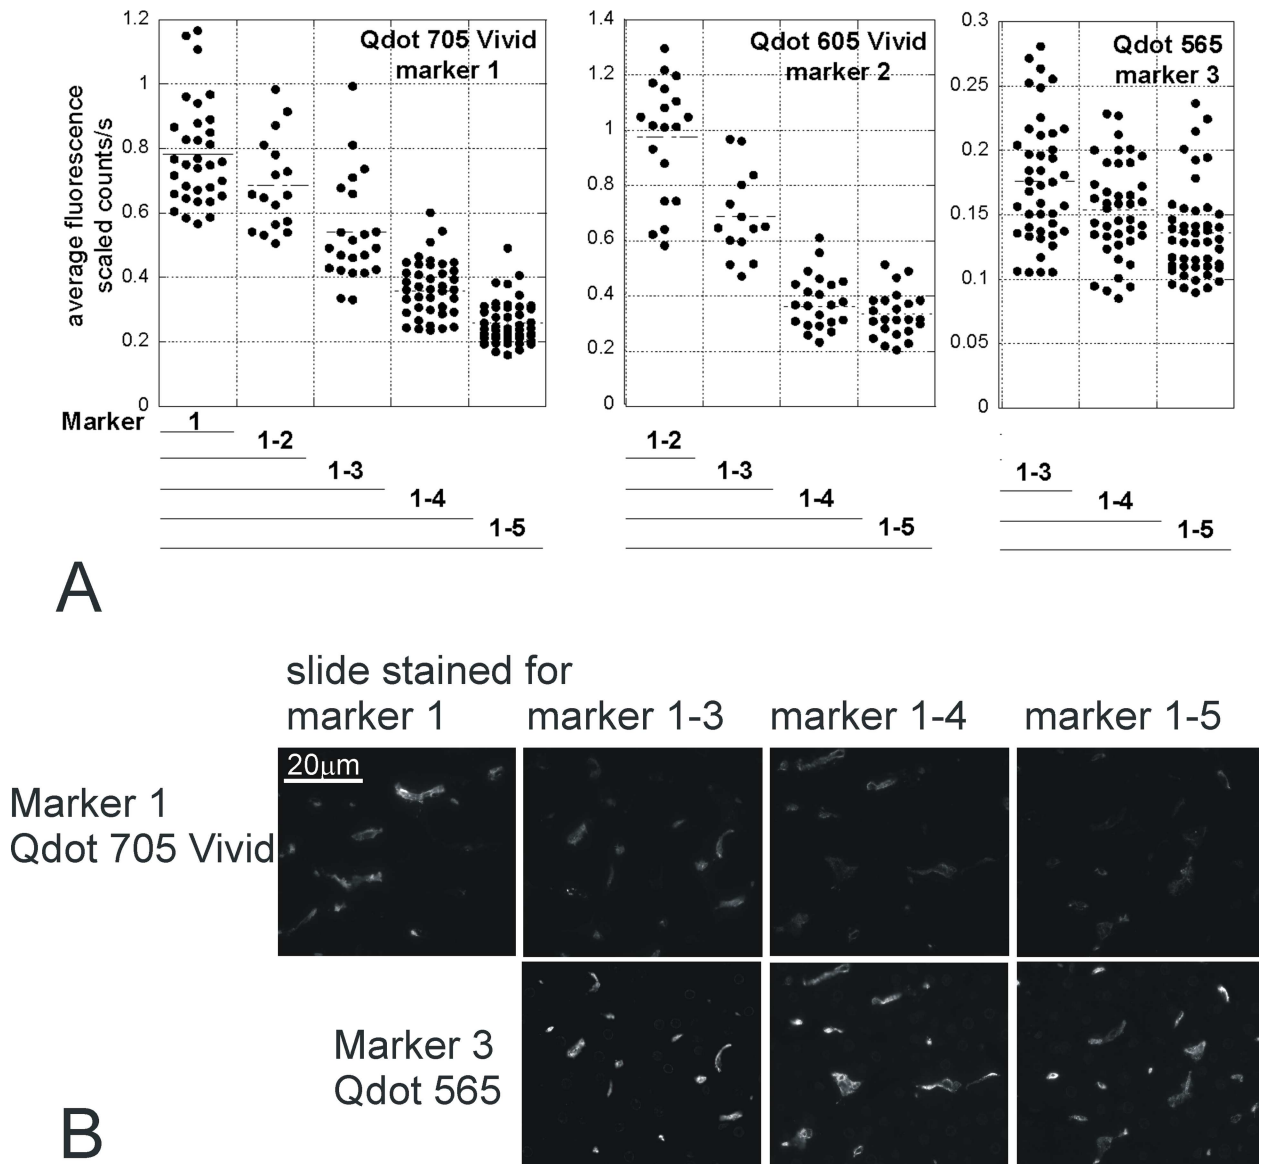 Qdot 705 Vivid
marker 1
average fluorescence
scaled counts/s
1.2
1
0.8
0.6
0.4
0.2
0
Qdot 605 Vivid
marker 2
1.4
1.2
1
0.8
0.6
0.4
0.2
0
Qdot 565
marker 3
0.3
0.25
0.2
0.15
0.1
0.05
0
Marker 1
1-2
1-3
1-4
1-5
1-2
1-3
1-4
1-5
1-3
1-4
1-5
A
slide stained for
marker 1 marker 1-3 marker 1-4 marker 1-5
20μm
Marker 1
Qdot 705 Vivid
Marker 3
Qdot 565
B